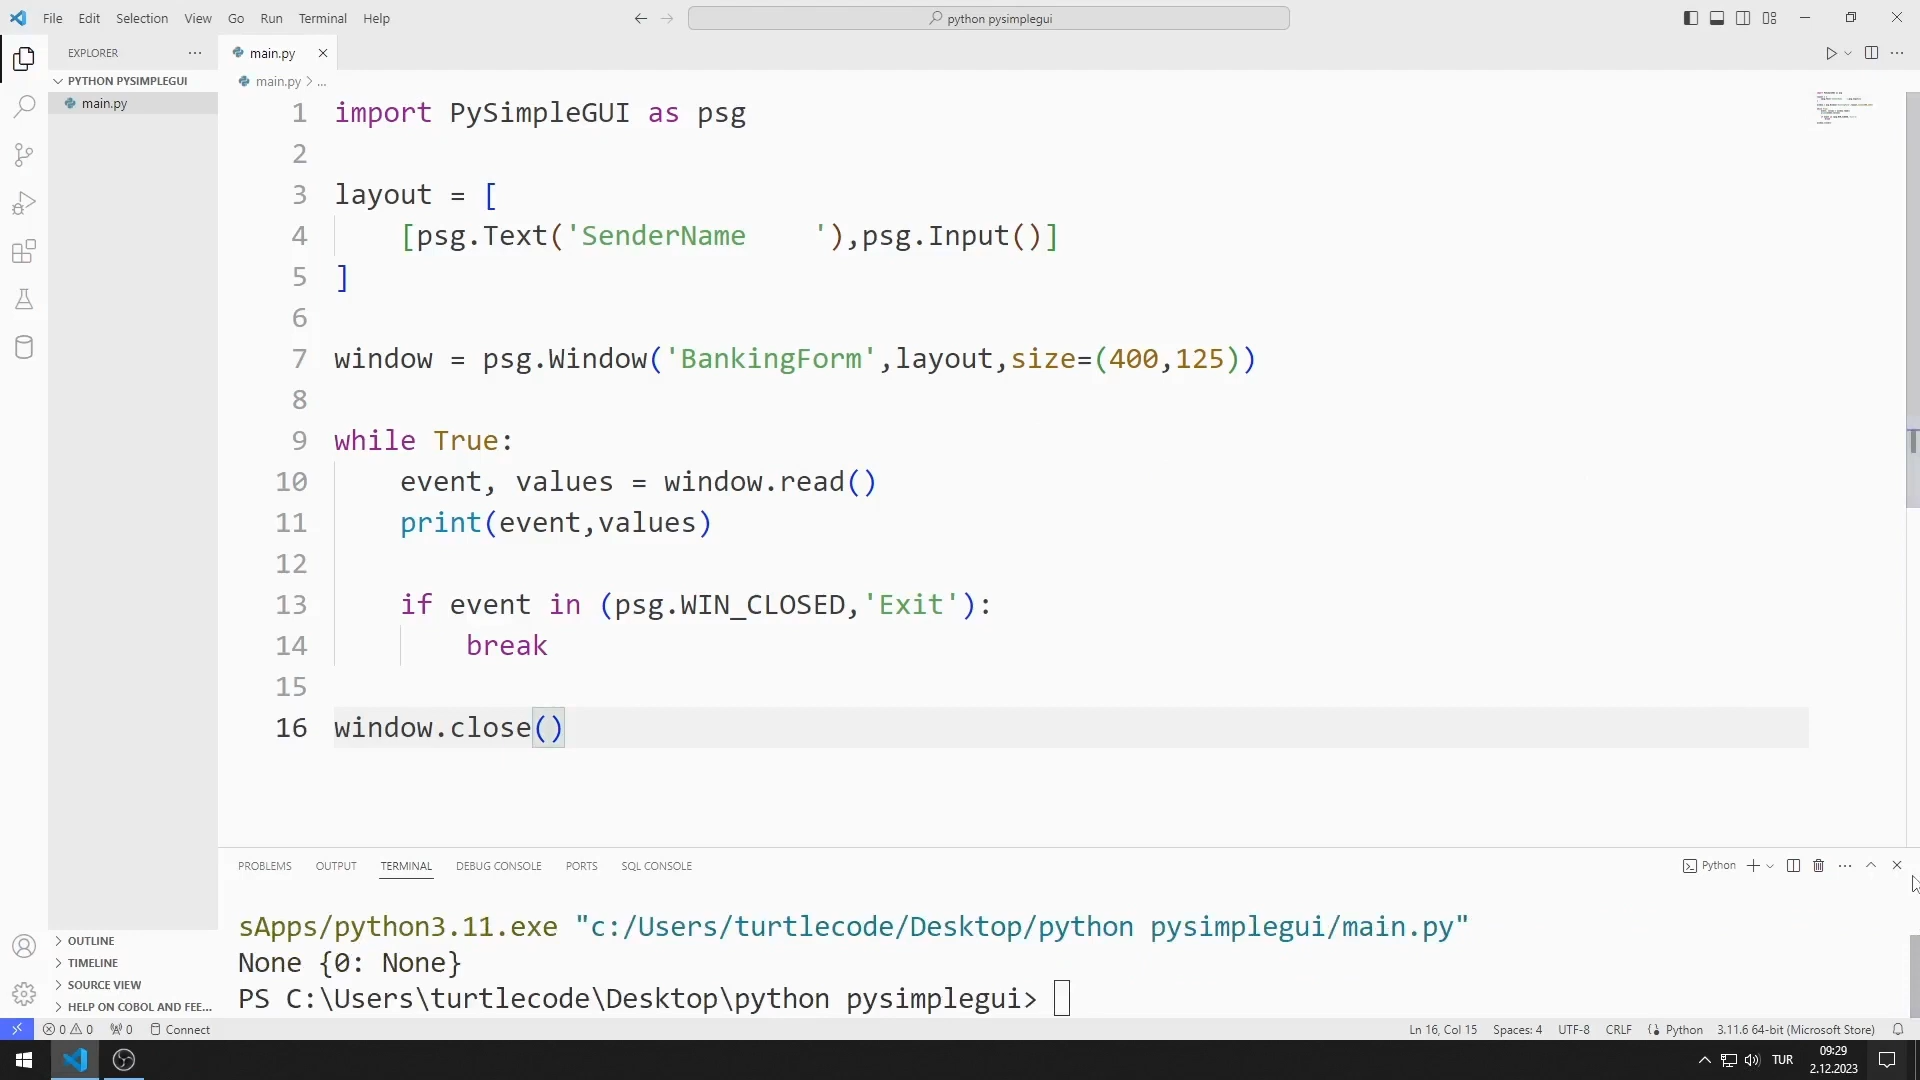 File Edit Selection View Go Run Terminal Help
python pysimplegui
EXPLORER
PYTHON PYSIMPLEGUI
main.py
main.py
main.py > ...
1 import PySimpleGUI as psg
2
3 layout = [
4     [psg.Text('SenderName    '),psg.Input()]
5 ]
6
7 window = psg.Window('BankingForm',layout,size=(400,125))
8
9 while True:
10     event, values = window.read()
11     print(event,values)
12
13     if event in (psg.WIN_CLOSED,'Exit'):
14         break
15
16 window.close()
PROBLEMS OUTPUT TERMINAL DEBUG CONSOLE PORTS SQL CONSOLE
Python
sApps/python3.11.exe "c:/Users/turtlecode/Desktop/python pysimplegui/main.py"
None {0: None}
PS C:\Users\turtlecode\Desktop\python pysimplegui>
OUTLINE
TIMELINE
SOURCE VIEW
HELP ON COBOL AND FEE...
0 0 0 Connect
Ln 16, Col 15 Spaces: 4 UTF-8 CRLF Python 3.11.6 64-bit (Microsoft Store)
TUR
09:29
2.12.2023